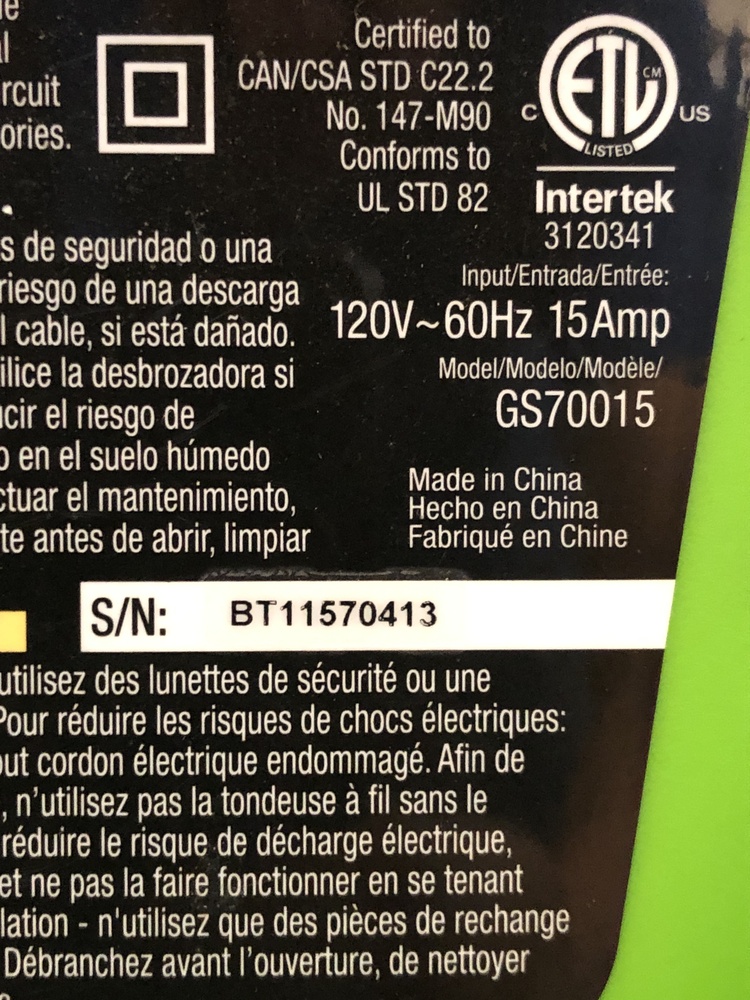 rcuit
ories.
Certified to
CAN/CSA STD C22.2
No. 147-M90
Conforms to
UL STD 82
ETL CM
C US
LISTED
Intertek
3120341
Input/Entrada/Entrée:
120V~60Hz 15Amp
Model/Modelo/Modèle/
GS70015
Made in China
Hecho en China
Fabriqué en Chine
s de seguridad o una
riesgo de una descarga
l cable, si está dañado.
ilice la desbrozadora si
cir el riesgo de
o en el suelo húmedo
ctuar el mantenimiento,
te antes de abrir, limpiar
S/N: BT11570413
utilisez des lunettes de sécurité ou une
Pour réduire les risques de chocs électriques:
out cordon électrique endommagé. Afin de
, n'utilisez pas la tondeuse à fil sans le
réduire le risque de décharge électrique,
et ne pas la faire fonctionner en se tenant
lation - n'utilisez que des pièces de rechange
Débranchez avant l'ouverture, de nettoyer